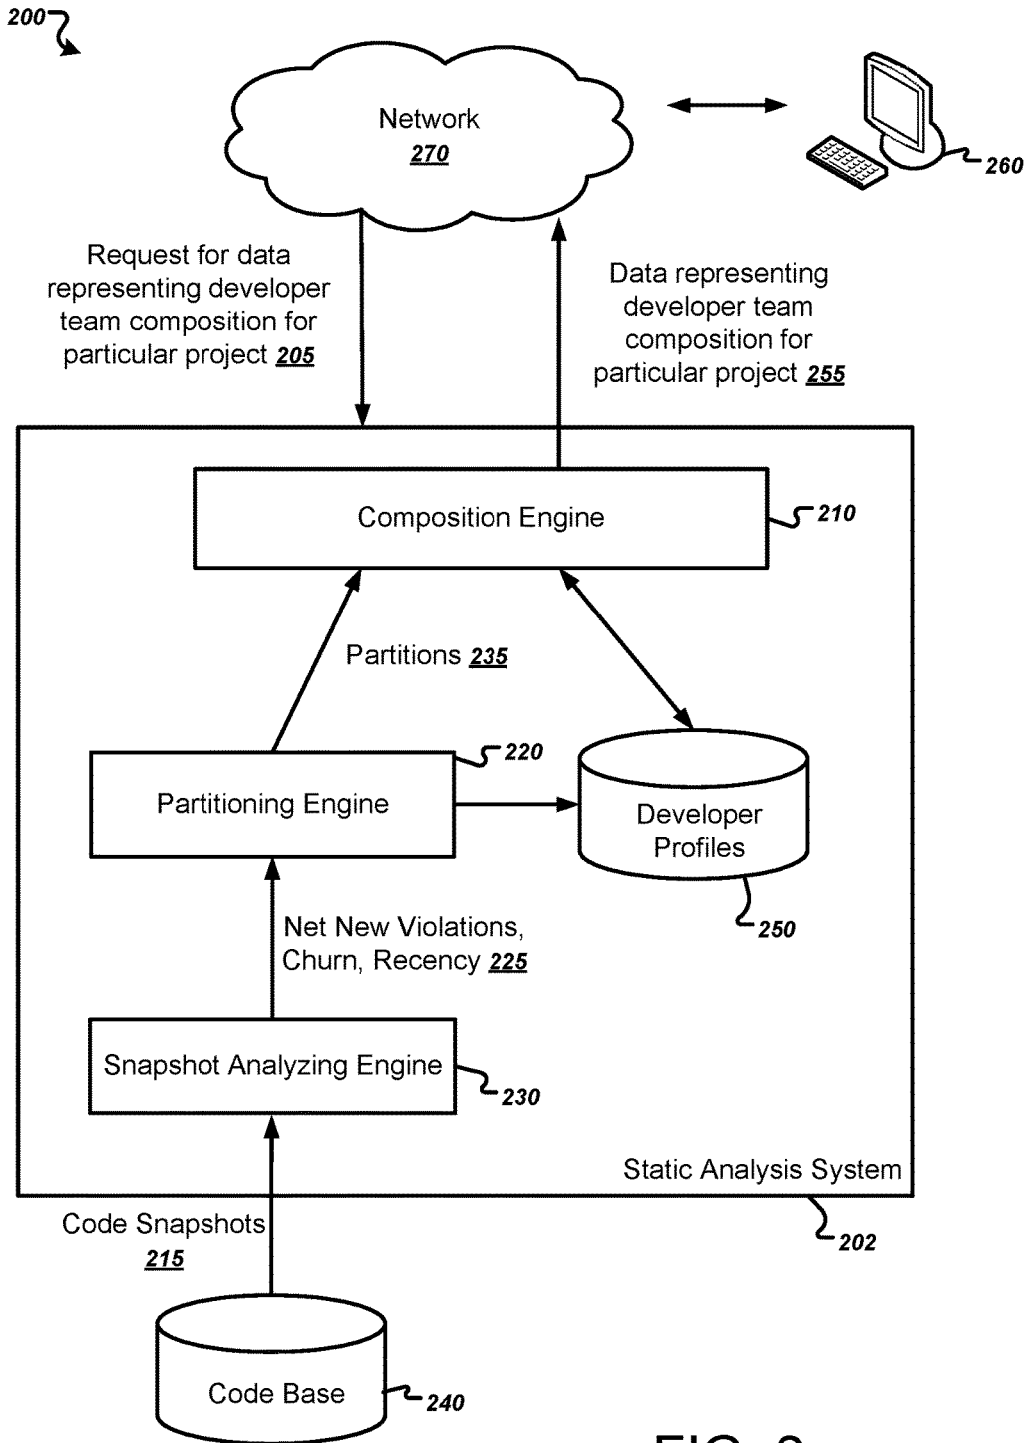 200
Network
270
260
Request for data
representing developer
team composition for
particular project 205
Data representing
developer team
composition for
particular project 255
Composition Engine
210
Partitions 235
220
Partitioning Engine
Developer
Profiles
250
Net New Violations,
Churn, Recency 225
Snapshot Analyzing Engine
230
Static Analysis System
202
Code Snapshots
215
Code Base
240